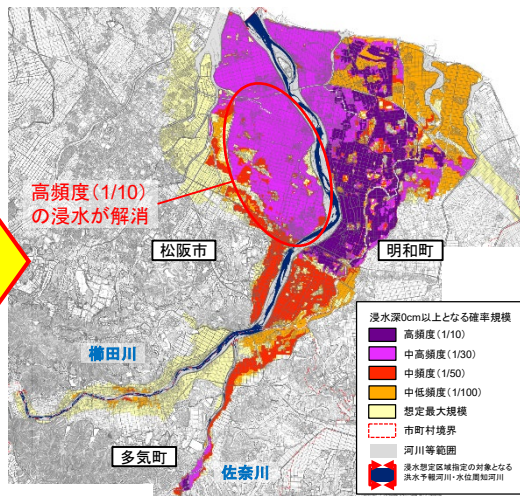 高頻度(1/10)
の浸水が解消
松阪市
明和町
櫛田川
多気町
佐奈川
浸水深0cm以上となる確率規模
高頻度(1/10)
中高頻度(1/30)
中頻度(1/50)
中低頻度(1/100)
想定最大規模
市町村境界
河川等範囲
浸水想定区域指定の対象となる
洪水予報河川・水位周知河川